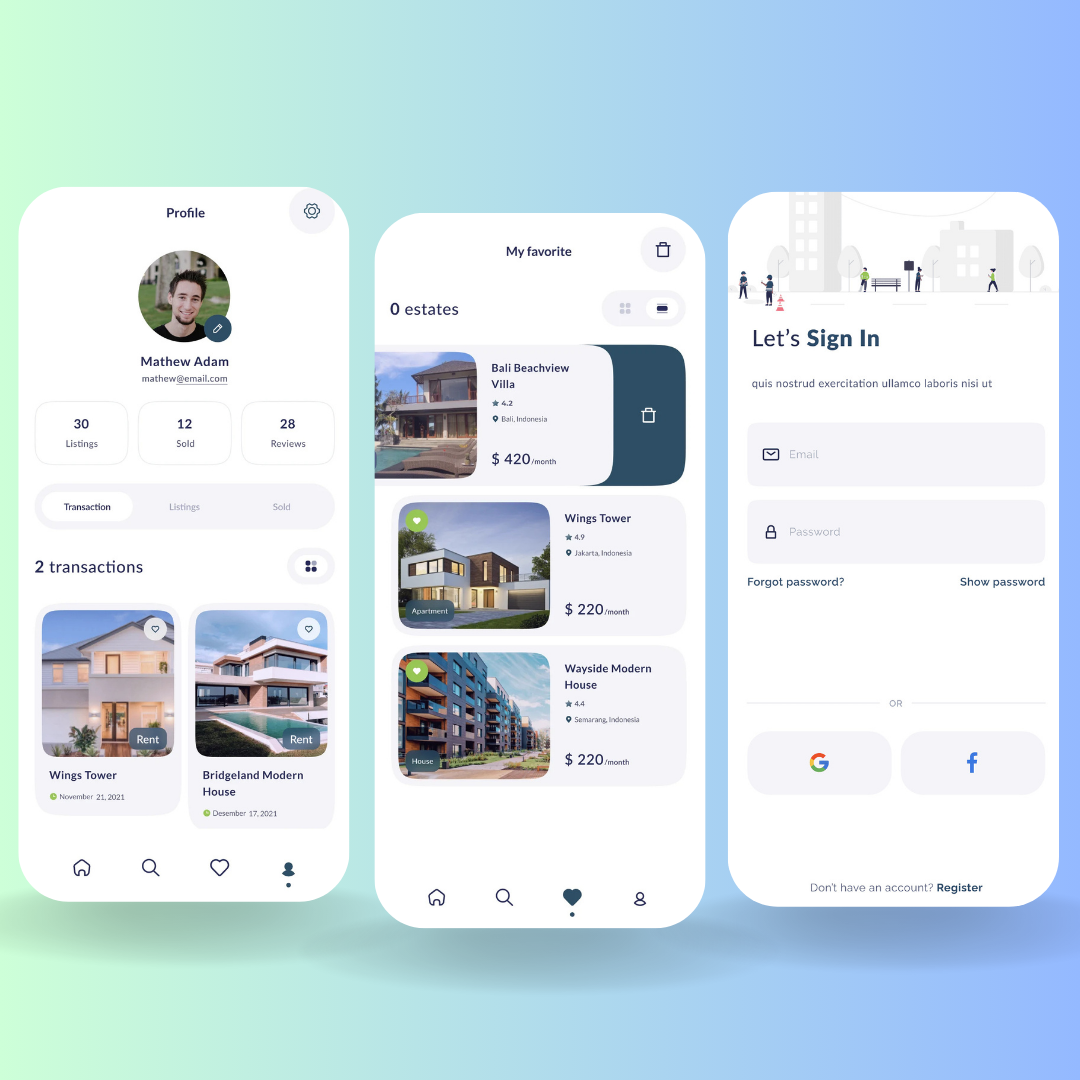 Profile
Mathew Adam
mathew@email.com
30 12 28
Listings Sold Reviews
Transaction Listings Sold
2 transactions
Rent Rent
Wings Tower
November 21, 2021
Bridgeland Modern
House
Desember 17, 2021
My favorite
0 estates
Bali Beachview
Villa
4.2
Bali, Indonesia
$ 420/month
Wings Tower
4.9
Jakarta, Indonesia
Apartment
$ 220/month
Wayside Modern
House
4.4
Semarang, Indonesia
House
$ 220/month
Let's Sign In
quis nostrud exercitation ullamco laboris nisi ut
Email
Password
Forgot password? Show password
OR
G f
Don't have an account? Register